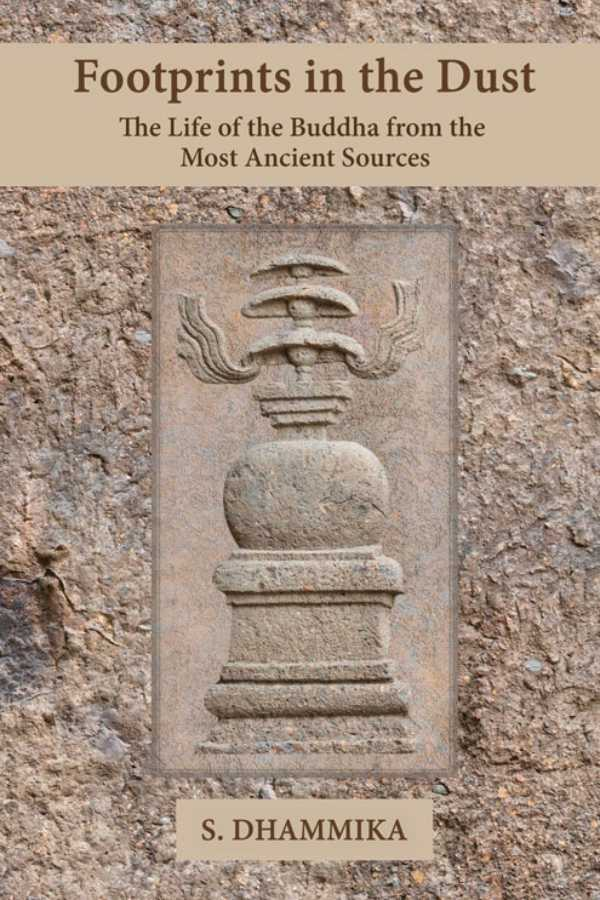 Footprints in the Dust
The Life of the Buddha from the
Most Ancient Sources
S. DHAMMIKA